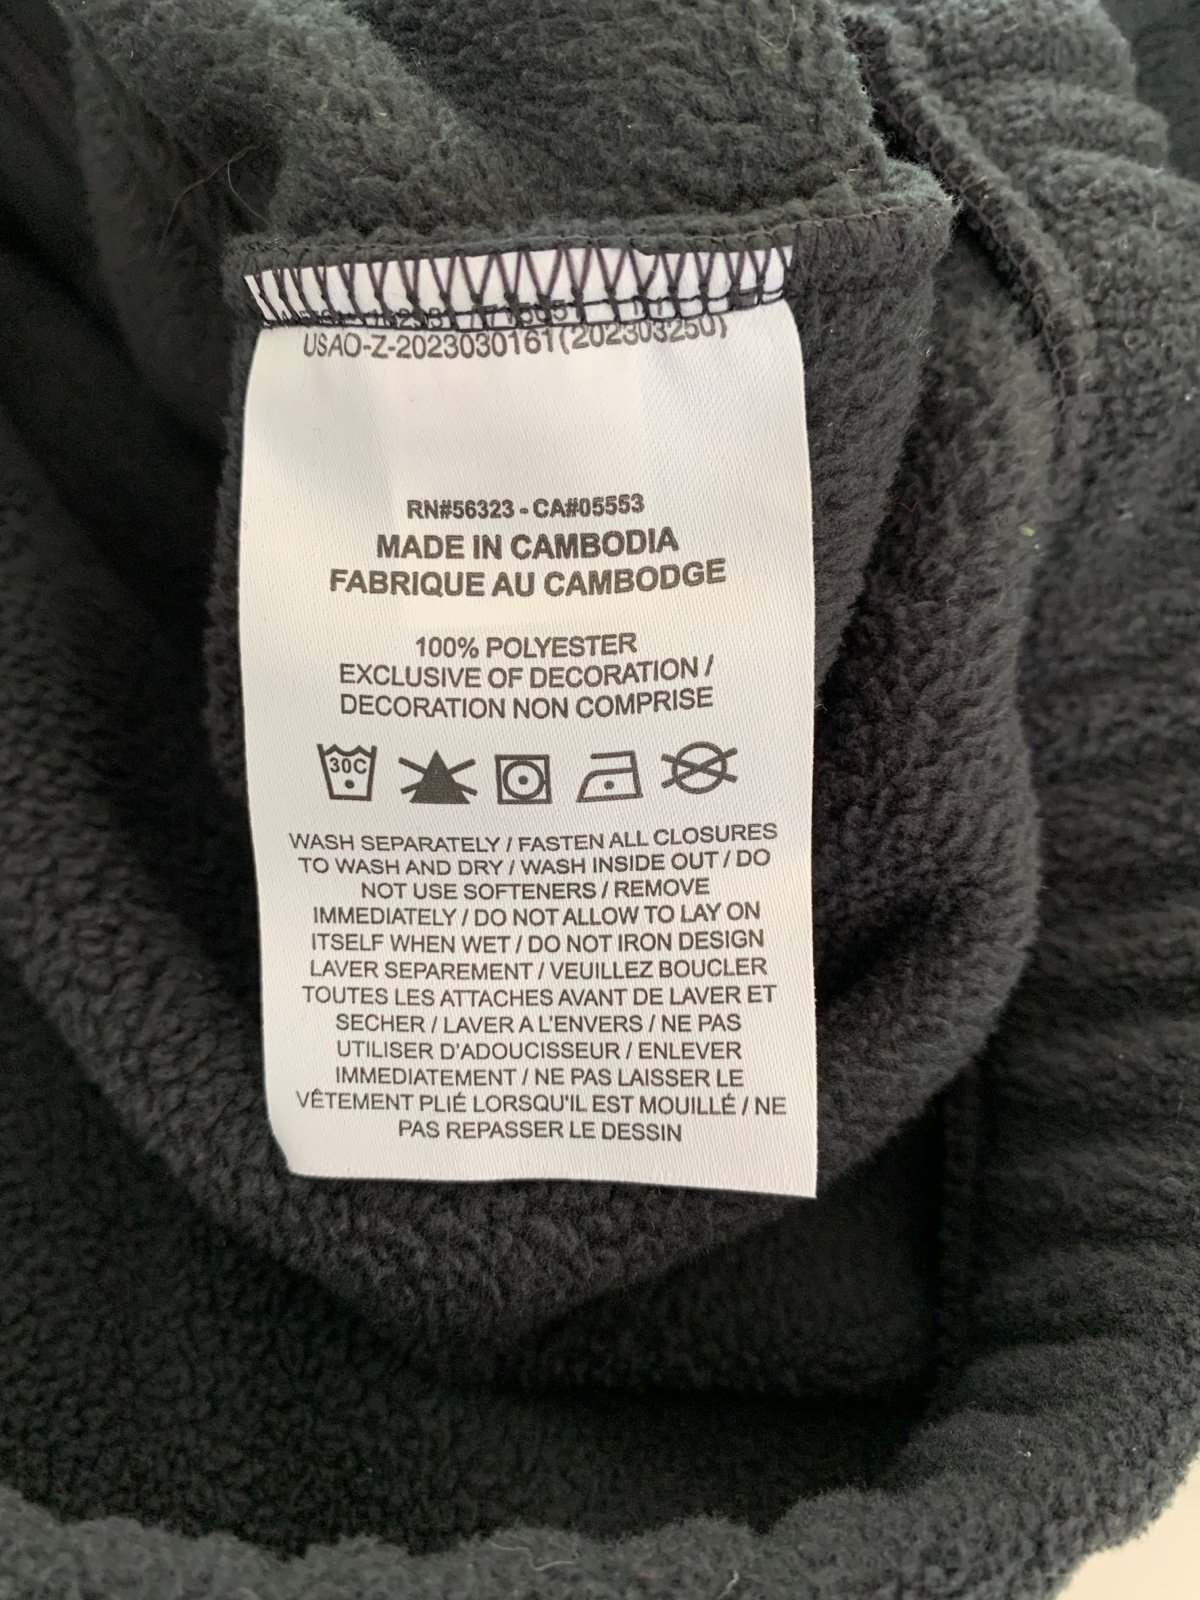 USAO-Z-2023030161(202303250)
RN#56323 - CA#05553
MADE IN CAMBODIA
FABRIQUE AU CAMBODGE
100% POLYESTER
EXCLUSIVE OF DECORATION /
DECORATION NON COMPRISE
30C
WASH SEPARATELY / FASTEN ALL CLOSURES
TO WASH AND DRY / WASH INSIDE OUT / DO
NOT USE SOFTENERS / REMOVE
IMMEDIATELY / DO NOT ALLOW TO LAY ON
ITSELF WHEN WET / DO NOT IRON DESIGN
LAVER SEPAREMENT / VEUILLEZ BOUCLER
TOUTES LES ATTACHES AVANT DE LAVER ET
SECHER / LAVER A L'ENVERS / NE PAS
UTILISER D'ADOUCISSEUR / ENLEVER
IMMEDIATEMENT / NE PAS LAISSER LE
VÊTEMENT PLIÉ LORSQU'IL EST MOUILLÉ / NE
PAS REPASSER LE DESSIN